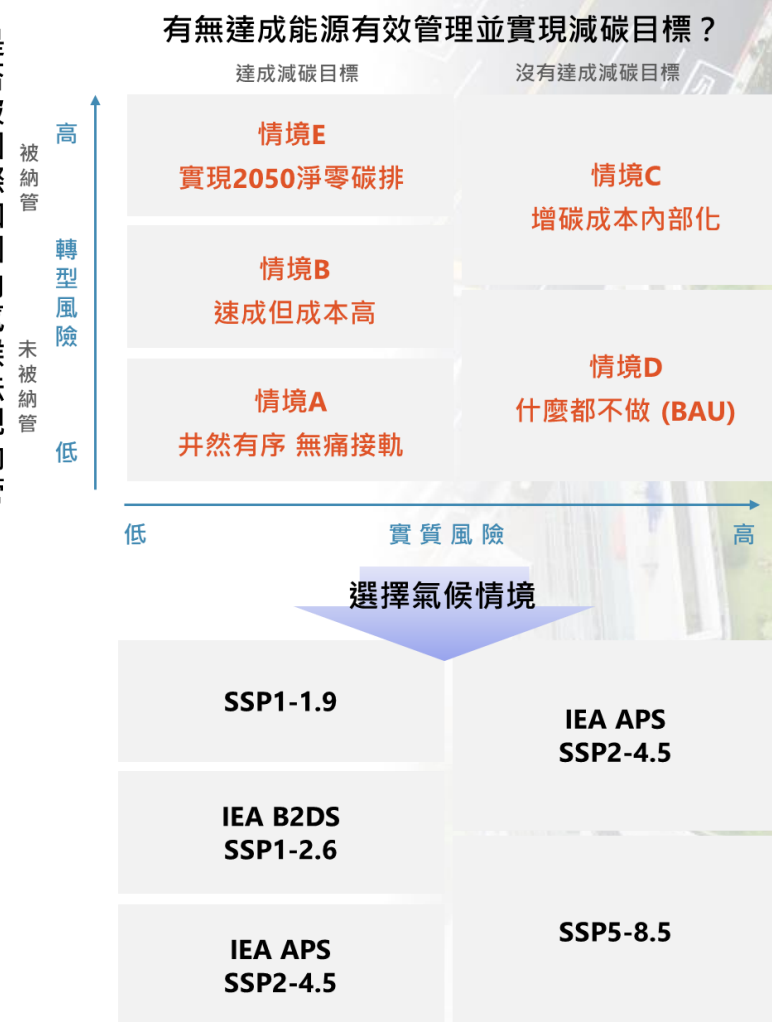 有無達成能源有效管理並實現減碳目標？
達成減碳目標
沒有達成減碳目標
高
被納管
轉型風險
未被納管
低
情境E
實現2050淨零碳排
情境B
速成但成本高
情境A
井然有序 無痛接軌
情境C
增碳成本內部化
情境D
什麼都不做 (BAU)
低
實質風險
高
選擇氣候情境
SSP1-1.9
IEA B2DS
SSP1-2.6
IEA APS
SSP2-4.5
IEA APS
SSP2-4.5
SSP5-8.5